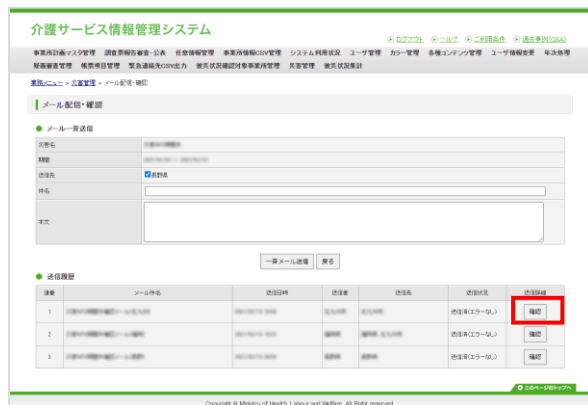 介護サービス情報管理システム
ログアウト ヘルプ ご利用条件 過去事例(Q&A)
事業所計画マスタ管理 調査票報告審査・公表 任意情報管理 事業所情報CSV管理 システム利用状況 ユーザ管理 カラー管理 各種コンテンツ管理 ユーザ情報変更 年次処理
疑義審査管理 帳票項目管理 緊急連絡先CSV出力 被災状況確認対象事業所管理 災害管理 被災状況集計
業務メニュー > 災害管理 > メール配信・確認
メール配信・確認
メール一斉送信
災害名
期間
送信先 長野県
件名
本文
一斉メール送信 戻る
送信履歴
項番 メール件名 送信日時 送信者 送信先 送信状況 送信詳細
1 送信済(エラーなし) 確認
2 送信済(エラーなし) 確認
3 送信済(エラーなし) 確認
このページのトップへ
Copyright © Ministry of Health, Labour and Welfare, All Right reserved.